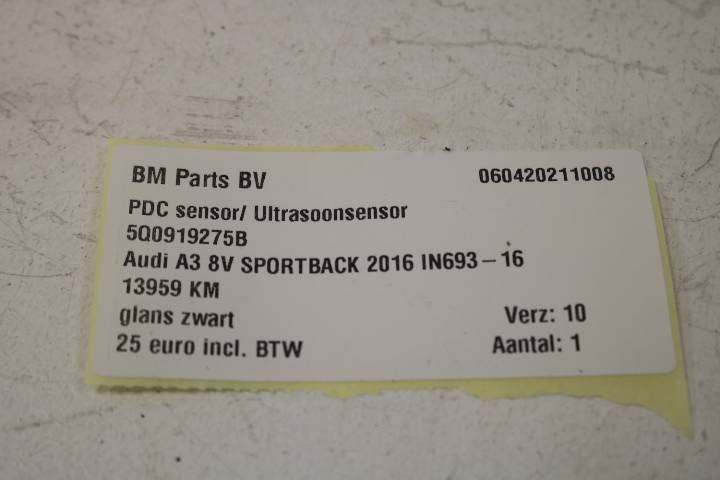 BM Parts BV 060420211008
PDC sensor/ Ultrasoonsensor
5Q0919275B
Audi A3 8V SPORTBACK 2016 IN693-16
13959 KM
glans zwart Verz: 10
25 euro incl. BTW Aantal: 1